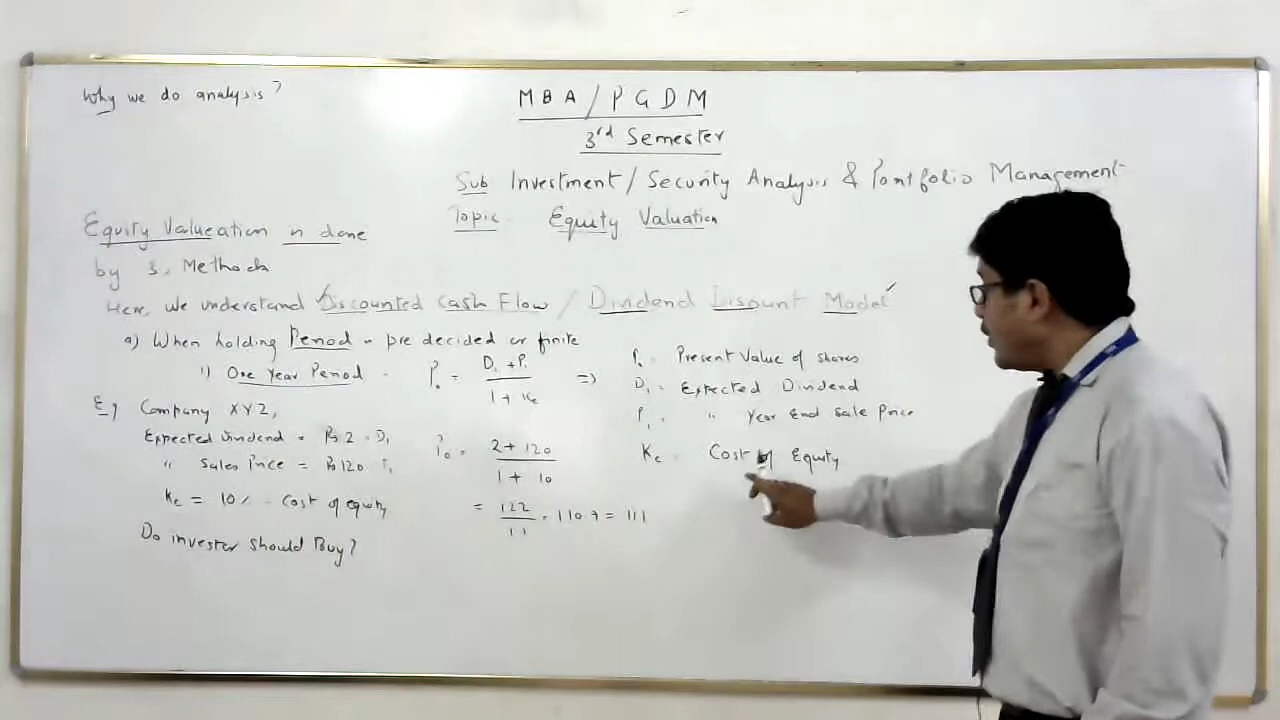 Why we do analysis?
MBA/PGDM
3rd Semester
Sub Investment/Security Analysis & Portfolio Management
Topic - Equity Valuation
Equity Valueation is done
by 3, Methods
Here, we understand Discounted Cash Flow / Dividend Discount Model
a) When holding Period - pre decided or finite
1) One Year Period - P₀ = D₁ + P₁ / 1 + Ke =>
P₀ = Present Value of shares
D₁ = Expected Dividend
P₁ = " Year End Sale Price
Ke = Cost of Equity
Eg Company XYZ,
Expected Dividend = Rs 2 = D₁
" Sales Price = Rs 120 P₁
Ke = 10% - Cost of equity
Do invester should Buy?
P₀ = 2 + 120 / 1 + 10
= 122 / 11 = 110.9 = 111